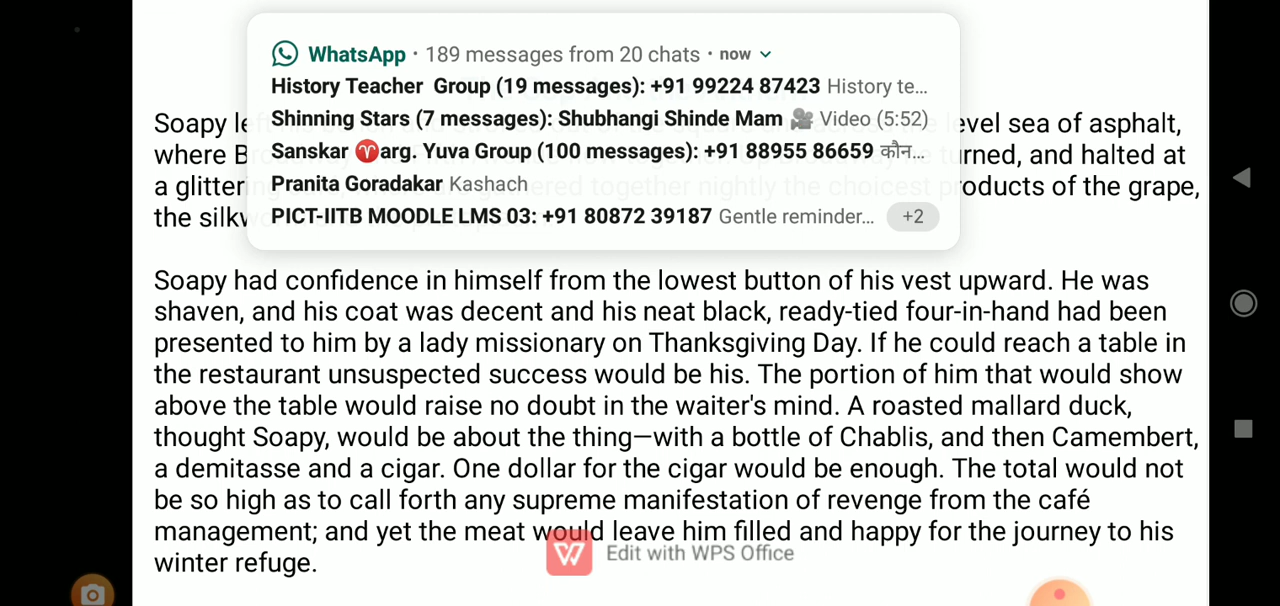 WhatsApp · 189 messages from 20 chats · now
History Teacher Group (19 messages): +91 99224 87423 History te...
Shinning Stars (7 messages): Shubhangi Shinde Mam 🎥 Video (5:52)
Sanskar ♈arg. Yuva Group (100 messages): +91 88955 86659 कौन...
Pranita Goradakar Kashach
PICT-IITB MOODLE LMS 03: +91 80872 39187 Gentle reminder... +2
Soapy left his evel sea of asphalt,
where B urned, and halted at
a glitter gathered together nightly the choicest products of the grape,
the silkw
Soapy had confidence in himself from the lowest button of his vest upward. He was
shaven, and his coat was decent and his neat black, ready-tied four-in-hand had been
presented to him by a lady missionary on Thanksgiving Day. If he could reach a table in
the restaurant unsuspected success would be his. The portion of him that would show
above the table would raise no doubt in the waiter's mind. A roasted mallard duck,
thought Soapy, would be about the thing—with a bottle of Chablis, and then Camembert,
a demitasse and a cigar. One dollar for the cigar would be enough. The total would not
be so high as to call forth any supreme manifestation of revenge from the café
management; and yet the meat would leave him filled and happy for the journey to his
winter refuge.
Edit with WPS Office